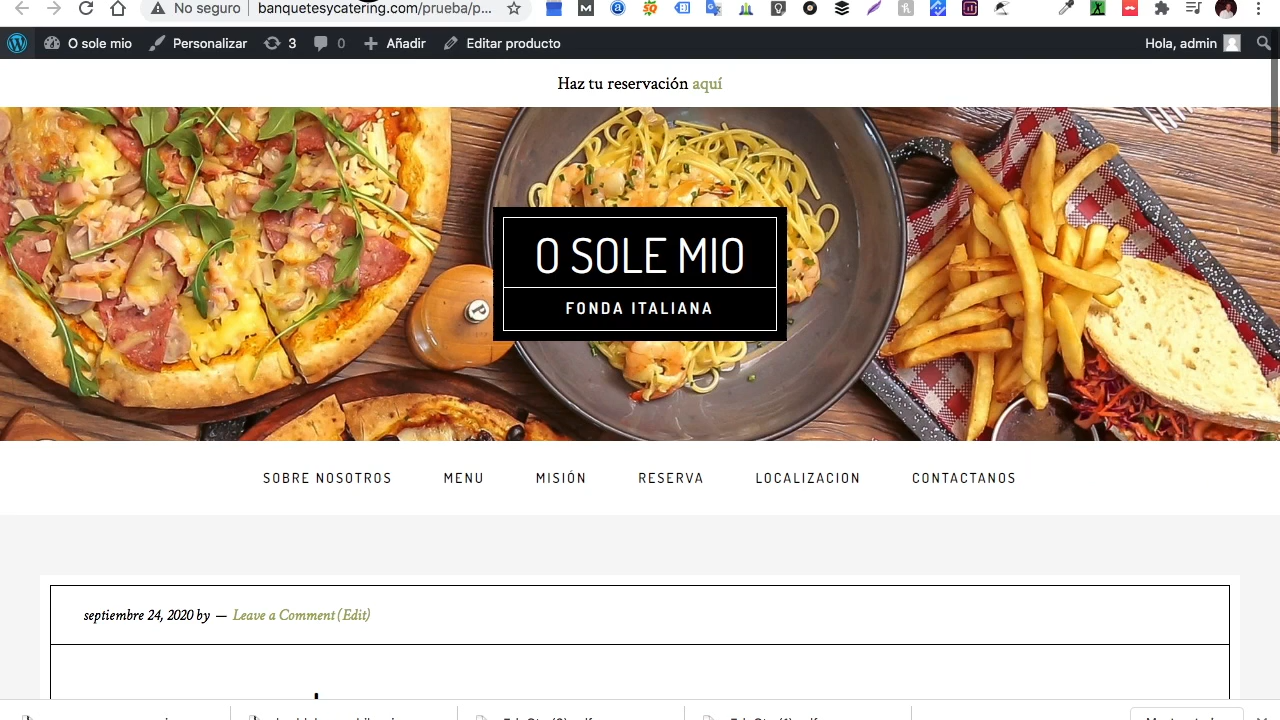 No seguro
banquetesycatering.com/prueba/p...
O sole mio
Personalizar
3
0
Añadir
Editar producto
Hola, admin
Haz tu reservación aquí
O SOLE MIO
FONDA ITALIANA
SOBRE NOSOTROS
MENU
MISIÓN
RESERVA
LOCALIZACION
CONTACTANOS
septiembre 24, 2020 by — Leave a Comment (Edit)